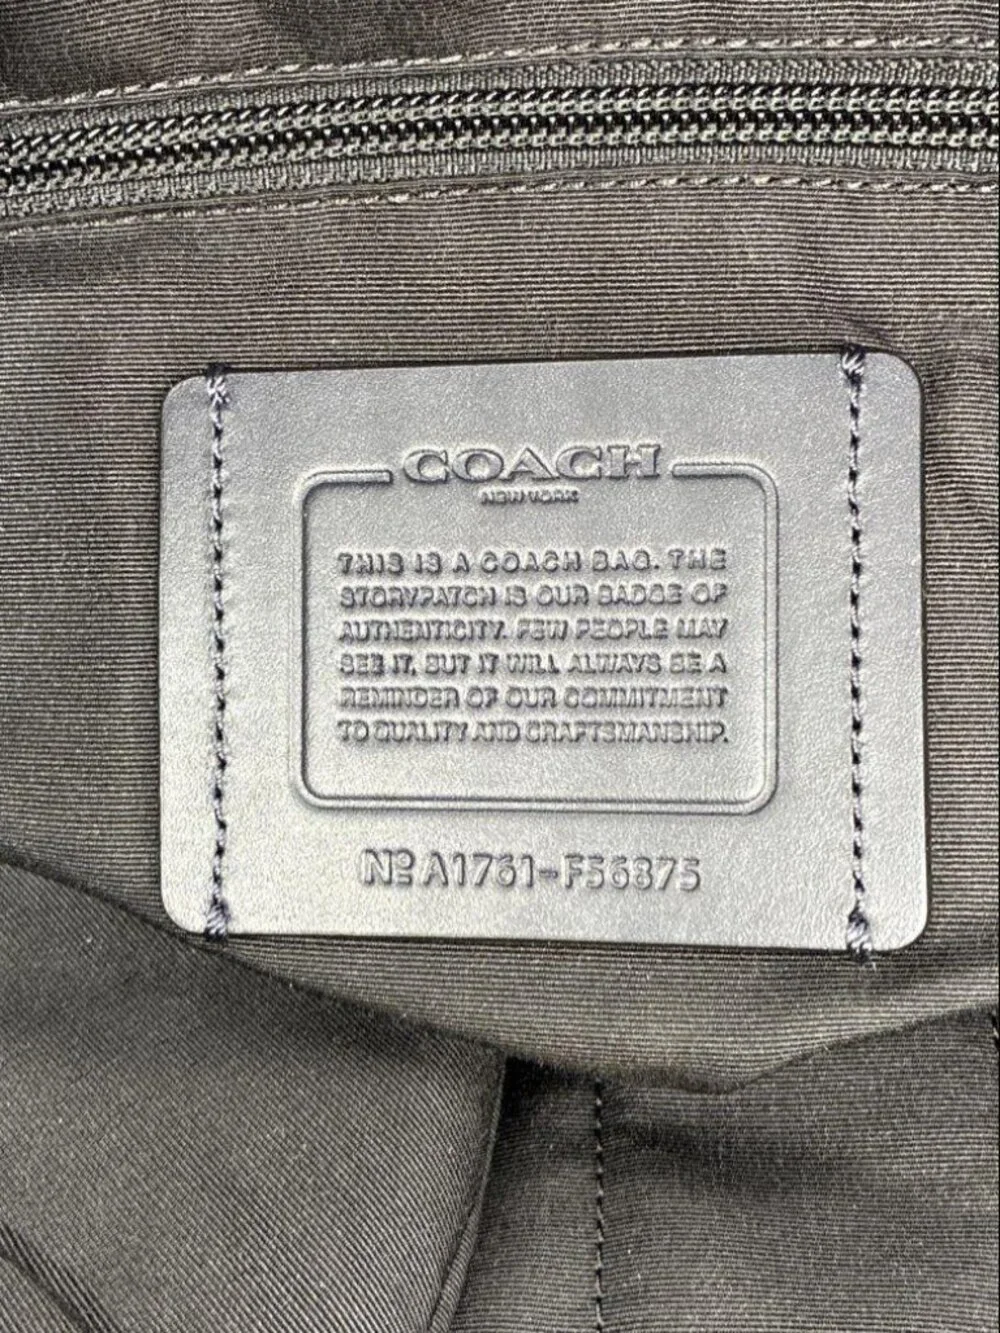 COACH
NEW YORK
THIS IS A COACH BAG. THE
STORYPATCH IS OUR BADGE OF
AUTHENTICITY. FEW PEOPLE MAY
SEE IT, BUT IT WILL ALWAYS BE A
REMINDER OF OUR COMMITMENT
TO QUALITY AND CRAFTSMANSHIP.
Nº A1761-F56875